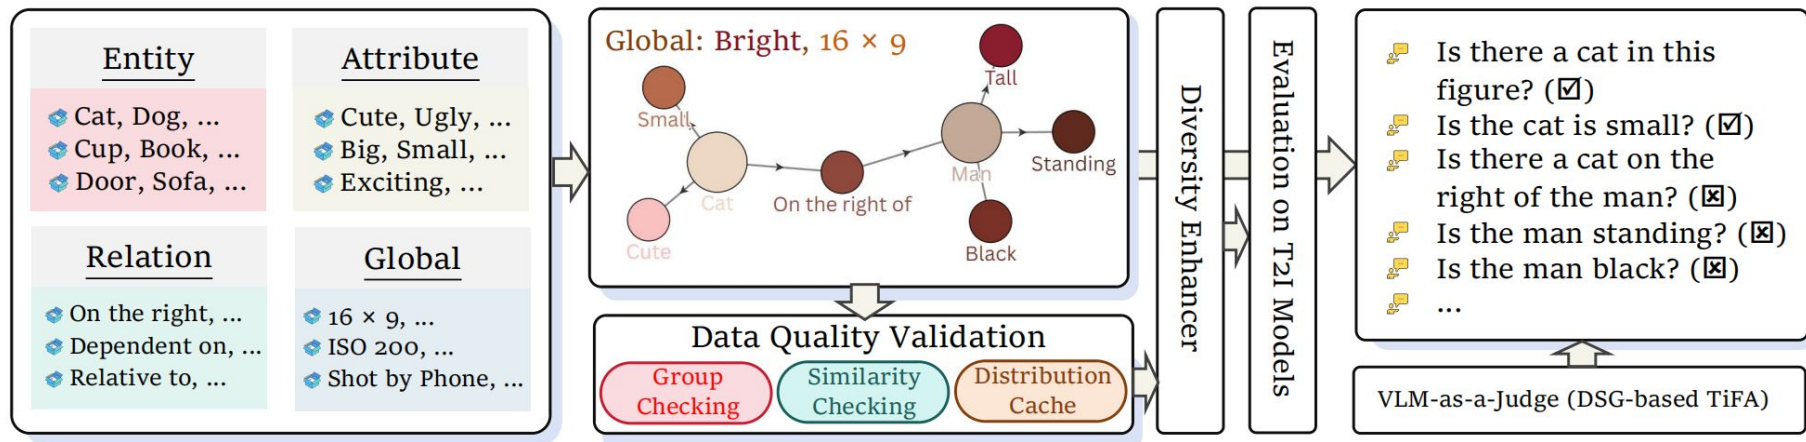 Entity
Cat, Dog, ...
Cup, Book, ...
Door, Sofa, ...
Attribute
Cute, Ugly, ...
Big, Small, ...
Exciting, ...
Relation
On the right, ...
Dependent on, ...
Relative to, ...
Global
16 × 9, ...
ISO 200, ...
Shot by Phone, ...
Global: Bright, 16 × 9
Tall
Small
Standing
Man
Cat
On the right of
Cute
Black
Data Quality Validation
Group
Checking
Similarity
Checking
Distribution
Cache
Diversity Enhancer
Evaluation on T2I Models
Is there a cat in this
figure? (☑)
Is the cat is small? (☑)
Is there a cat on the
right of the man? (☒)
Is the man standing? (☒)
Is the man black? (☒)
...
VLM-as-a-Judge (DSG-based TiFA)